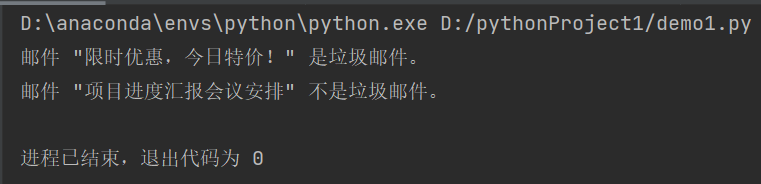 D:\anaconda\envs\python\python.exe D:/pythonProject1/demo1.py
邮件 "限时优惠，今日特价！" 是垃圾邮件。
邮件 "项目进度汇报会议安排" 不是垃圾邮件。
进程已结束，退出代码为 0